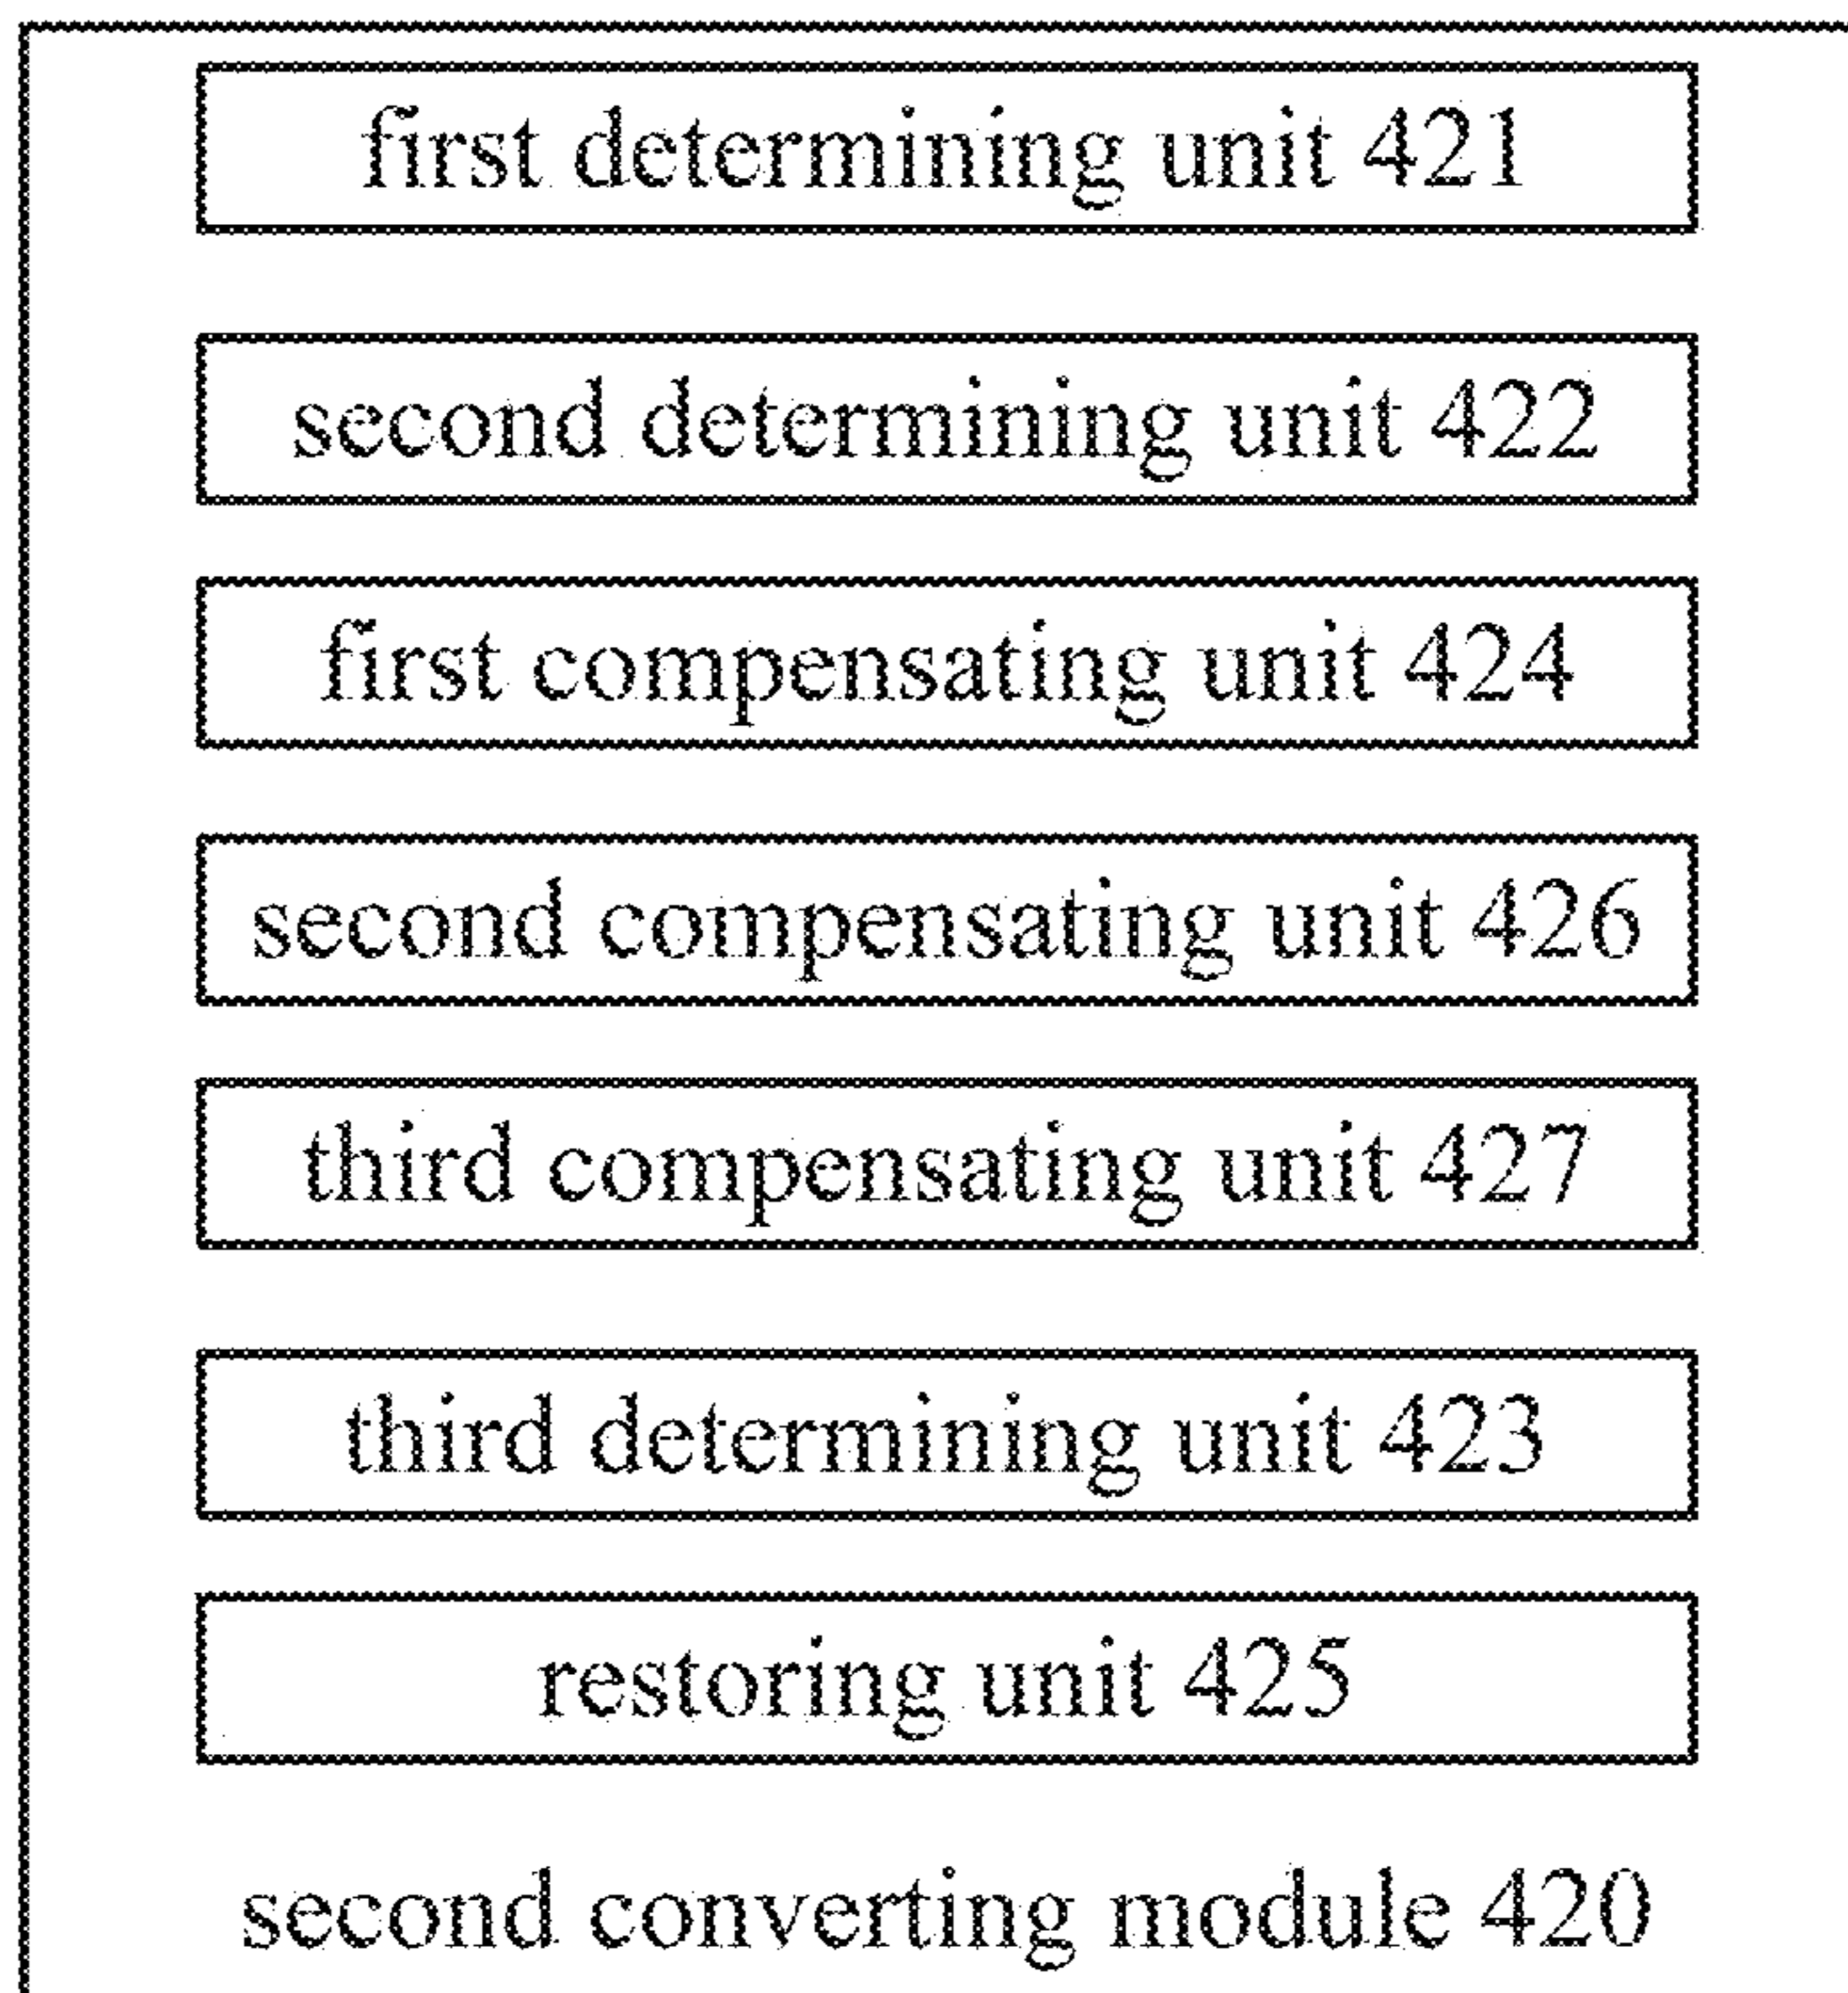 first determining unit 421
second determining unit 422
first compensating unit 424
second compensating unit 426
third compensating unit 427
third determining unit 423
restoring unit 425
second converting module 420